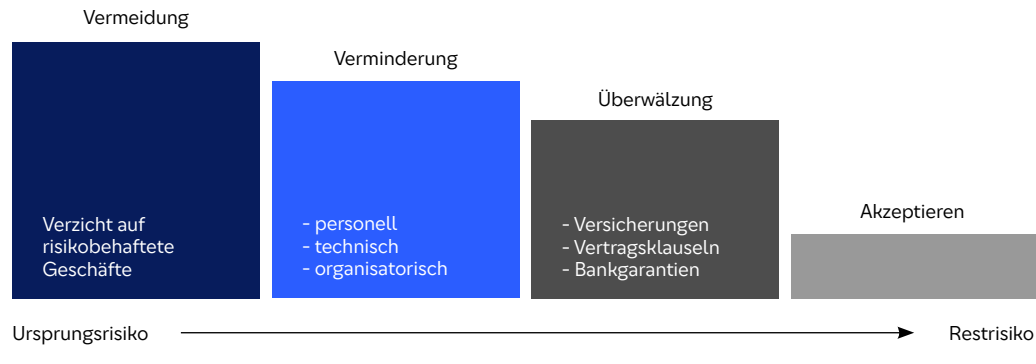 Vermeidung
Verminderung
Überwälzung
Akzeptieren
Verzicht auf
risikobehaftete
Geschäfte
- personell
- technisch
- organisatorisch
- Versicherungen
- Vertragsklauseln
- Bankgarantien
Ursprungsrisiko
Restrisiko